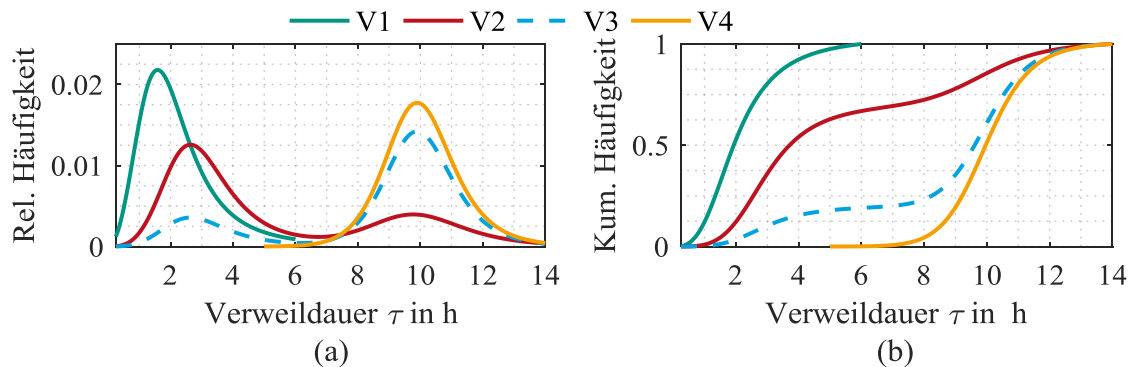 V1 V2 V3 V4
Rel. Häufigkeit
0.02
0.01
0
2 4 6 8 10 12 14
Verweildauer τ in h
(a)
Kum. Häufigkeit
1
0.5
0
2 4 6 8 10 12 14
Verweildauer τ in h
(b)